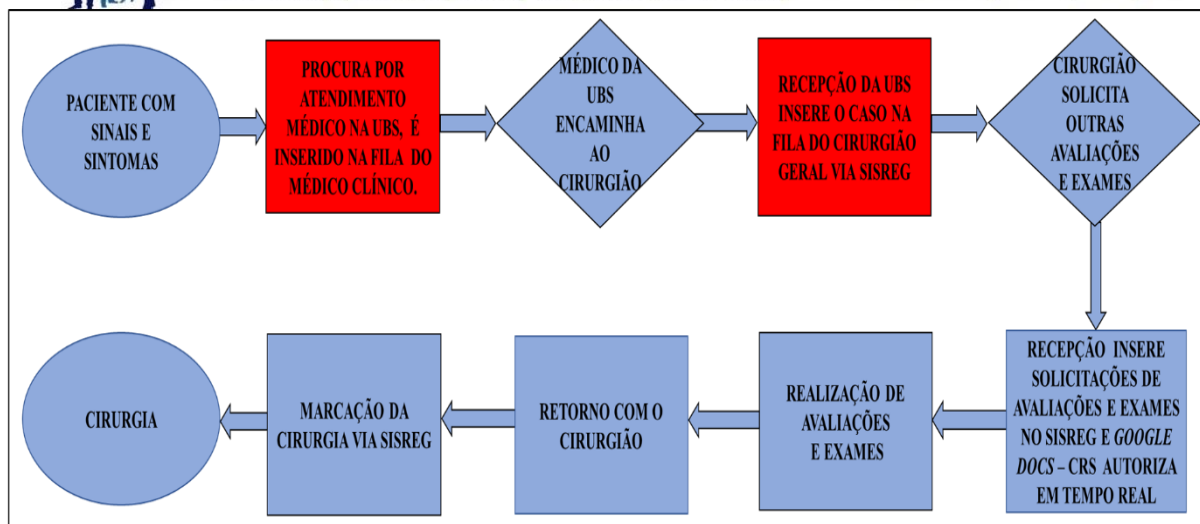 PACIENTE COM
SINAIS E
SINTOMAS
PROCURA POR
ATENDIMENTO
MÉDICO NA UBS, É
INSERIDO NA FILA DO
MÉDICO CLÍNICO.
MÉDICO DA
UBS
ENCAMINHA
AO
CIRURGIÃO
RECEPÇÃO DA UBS
INSERE O CASO NA
FILA DO CIRURGIÃO
GERAL VIA SISREG
CIRURGIÃO
SOLICITA
OUTRAS
AVALIAÇÕES
E EXAMES
RECEPÇÃO INSERE
SOLICITAÇÕES DE
AVALIAÇÕES E EXAMES
NO SISREG E GOOGLE
DOCS – CRS AUTORIZA
EM TEMPO REAL
REALIZAÇÃO DE
AVALIAÇÕES
E EXAMES
RETORNO COM O
CIRURGIÃO
MARCAÇÃO DA
CIRURGIA VIA SISREG
CIRURGIA